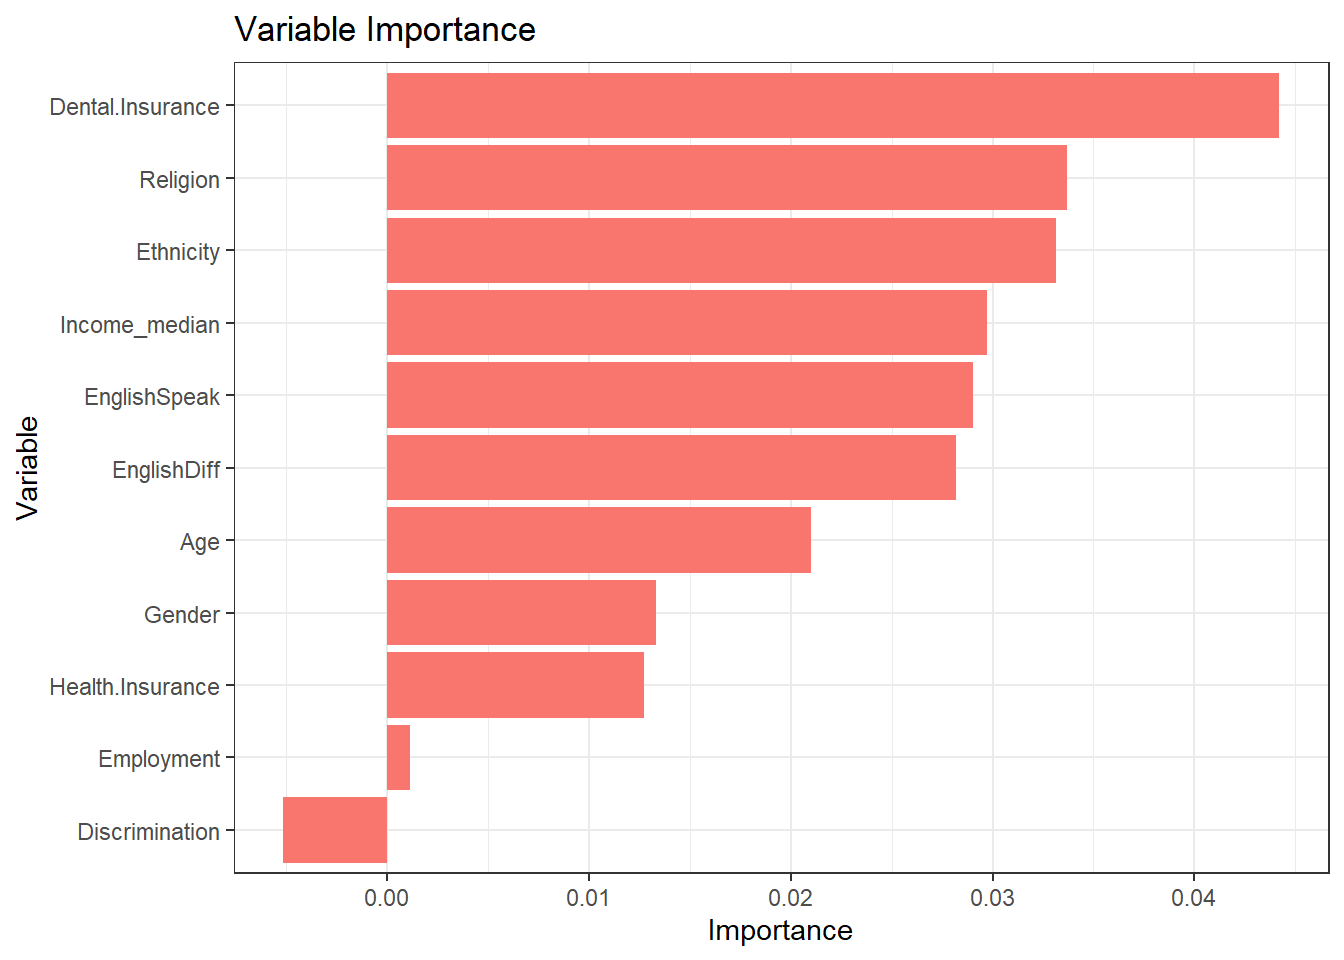 Variable Importance
Dental.Insurance
Religion
Ethnicity
Income_median
EnglishSpeak
EnglishDiff
Age
Gender
Health.Insurance
Employment
Discrimination
Variable
0.00 0.01 0.02 0.03 0.04
Importance